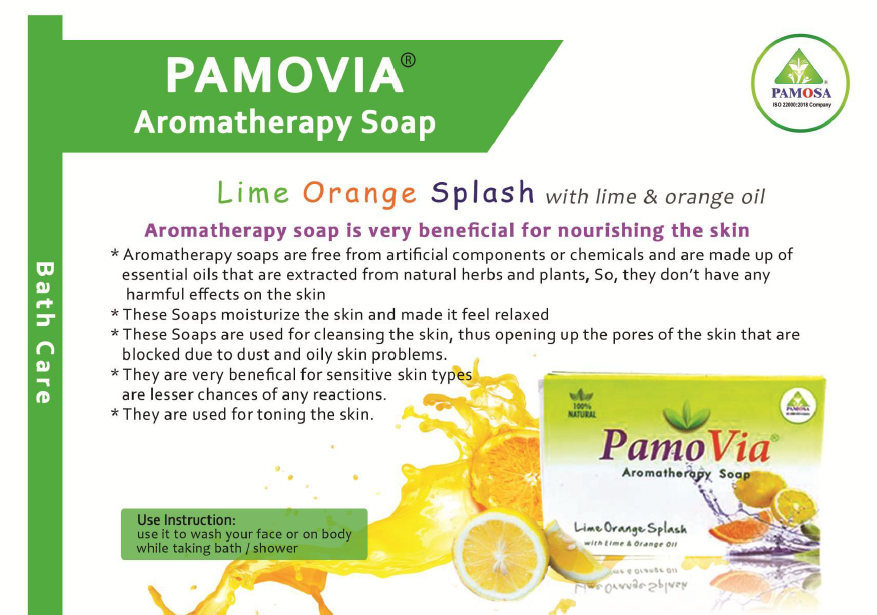 PAMOVIA®
Aromatherapy Soap
PAMOSA
ISO 22000:2018 Company
Lime Orange Splash with lime & orange oil
Aromatherapy soap is very beneficial for nourishing the skin
* Aromatherapy soaps are free from artificial components or chemicals and are made up of
essential oils that are extracted from natural herbs and plants, So, they don't have any
harmful effects on the skin
* These Soaps moisturize the skin and made it feel relaxed
* These Soaps are used for cleansing the skin, thus opening up the pores of the skin that are
blocked due to dust and oily skin problems.
* They are very benefical for sensitive skin types
are lesser chances of any reactions.
* They are used for toning the skin.
Bath Care
100%
NATURAL
PAMOSA
PamoVia®
Aromatherapy Soap
Lime Orange Splash
with Lime & Orange Oil
Use Instruction:
use it to wash your face or on body
while taking bath / shower